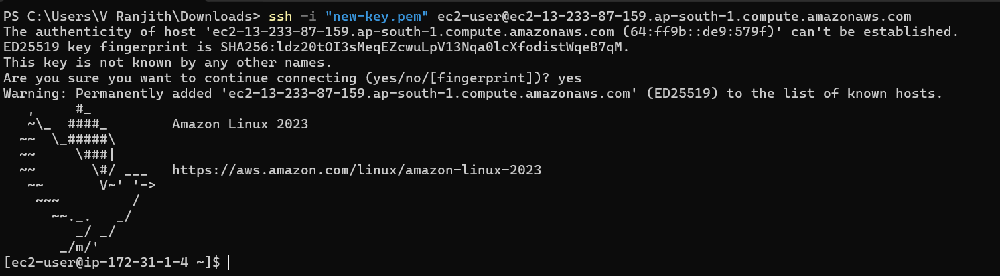 PS C:\Users\V Ranjith\Downloads> ssh -i "new-key.pem" ec2-user@ec2-13-233-87-159.ap-south-1.compute.amazonaws.com
The authenticity of host 'ec2-13-233-87-159.ap-south-1.compute.amazonaws.com (64:ff9b::de9:579f)' can't be established.
ED25519 key fingerprint is SHA256:ldz20tOI3sMeqEZcwuLpV13Nqa0lcXfodistWqeB7qM.
This key is not known by any other names.
Are you sure you want to continue connecting (yes/no/[fingerprint])? yes
Warning: Permanently added 'ec2-13-233-87-159.ap-south-1.compute.amazonaws.com' (ED25519) to the list of known hosts.
   ,     #_
   ~\_  ####_        Amazon Linux 2023
  ~~  \_#####\
  ~~     \###|
  ~~       \#/ ___   https://aws.amazon.com/linux/amazon-linux-2023
   ~~       V~' '->
    ~~~         /
      ~~._.   _/
         _/ _/
       _/m/'
[ec2-user@ip-172-31-1-4 ~]$